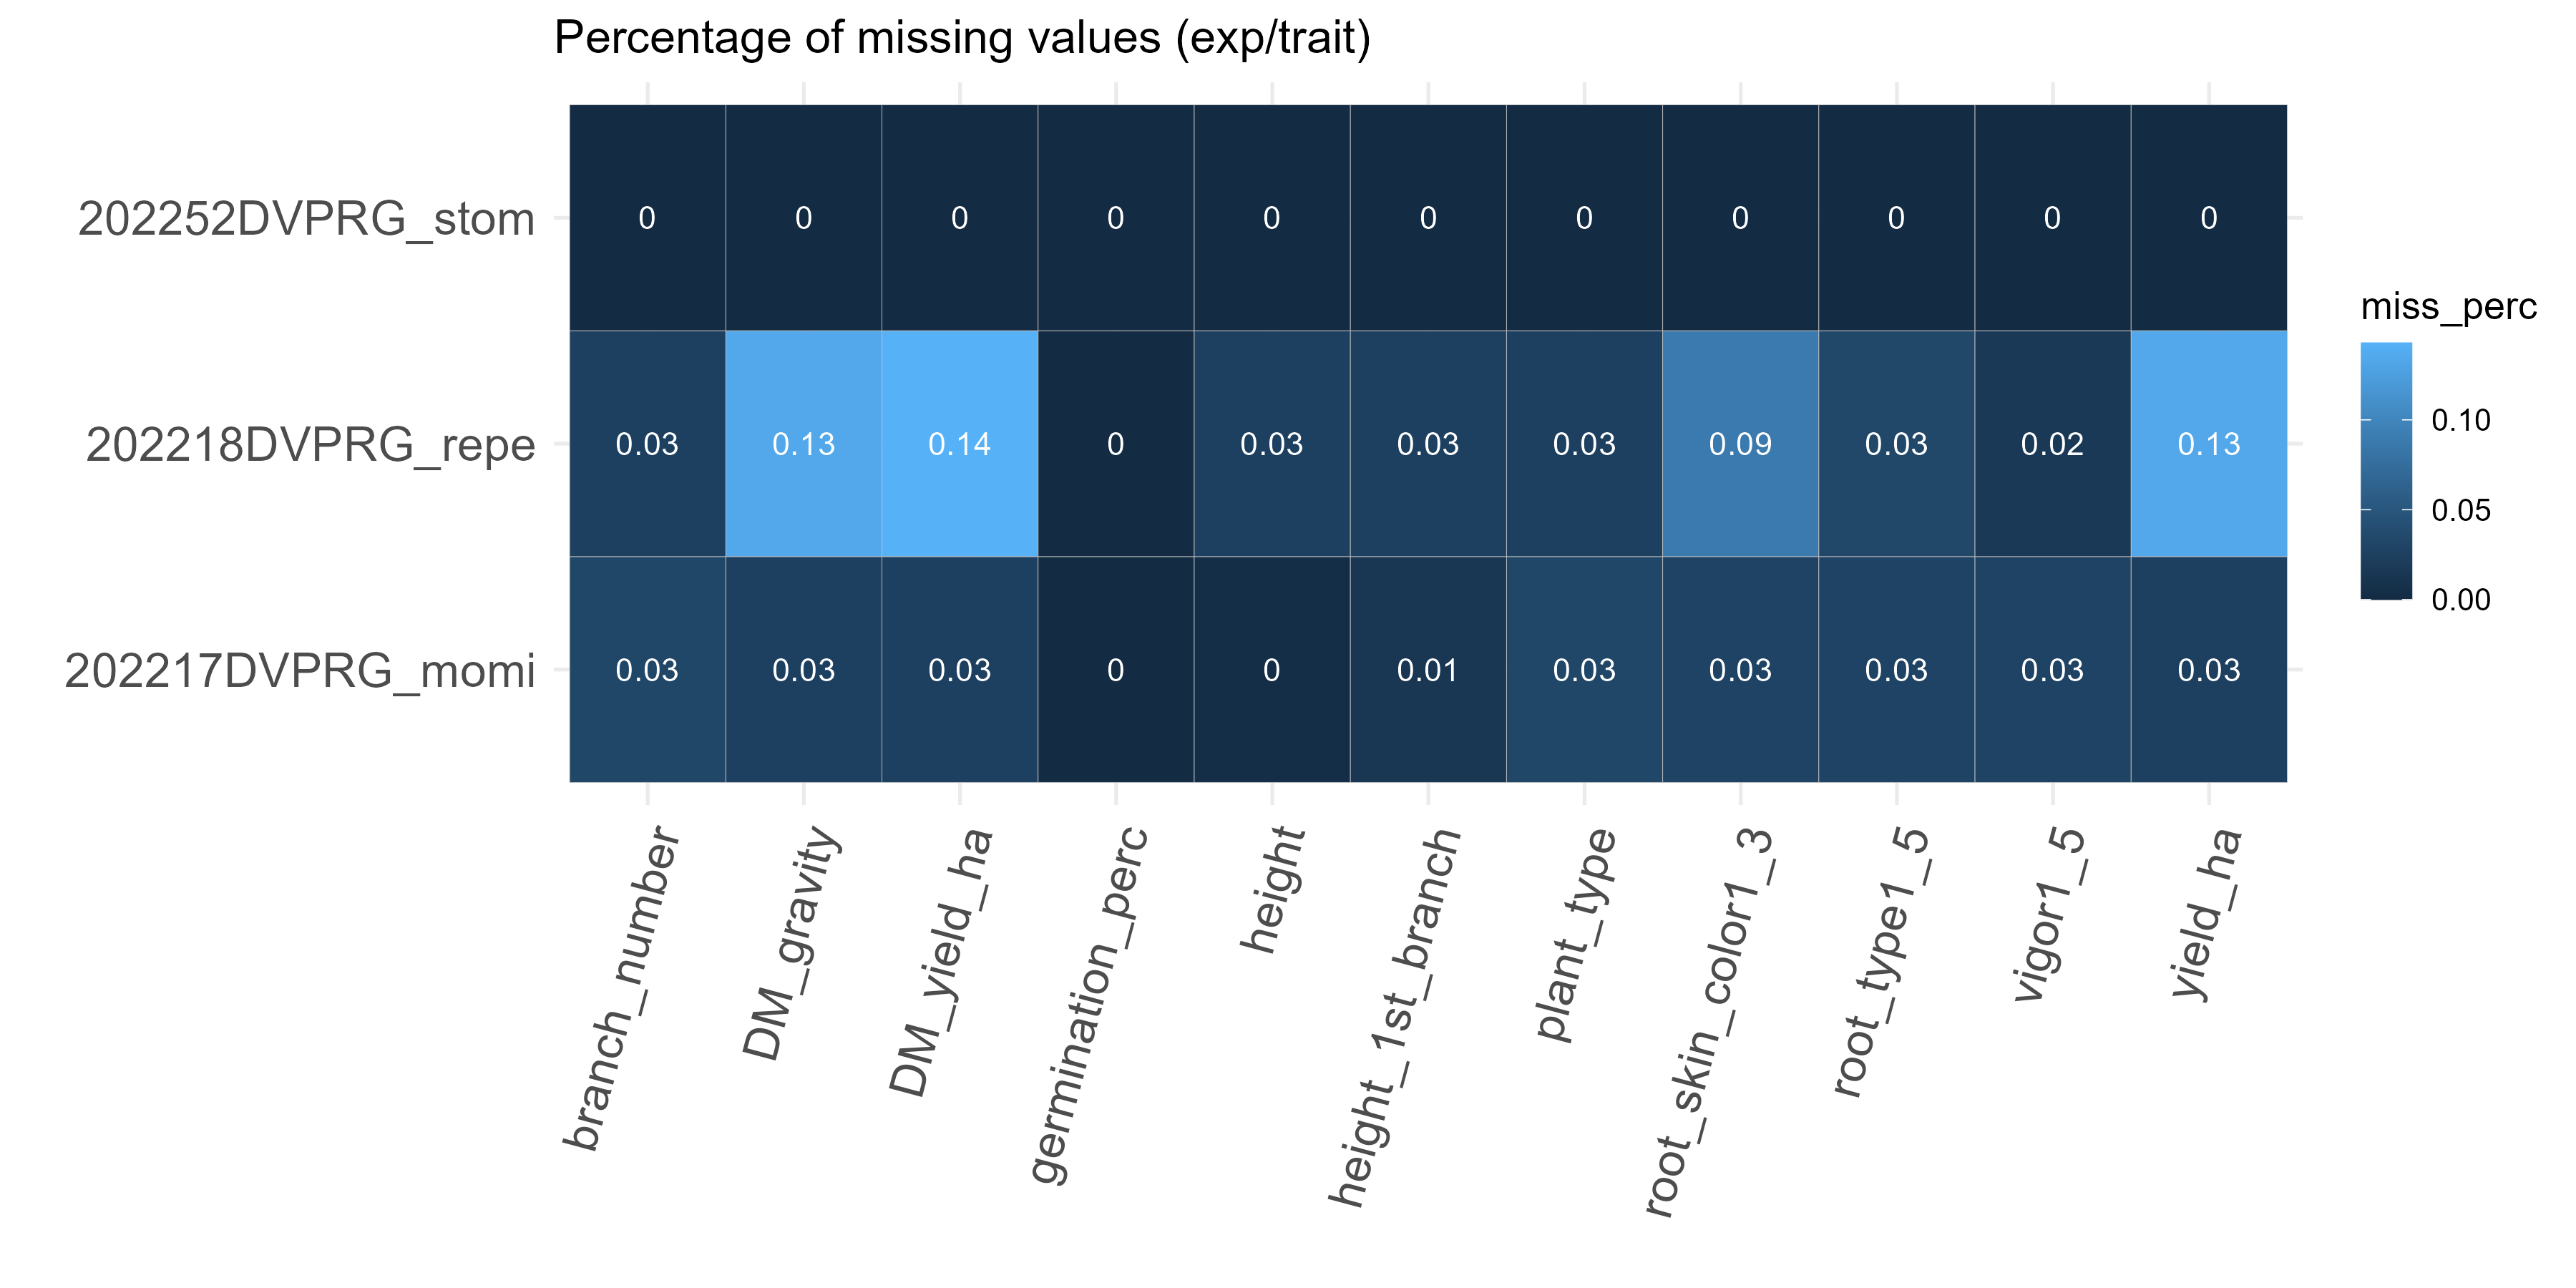 Percentage of missing values (exp/trait)
202252DVPRG_stom 0 0 0 0 0 0 0 0 0 0 0
202218DVPRG_repe 0.03 0.13 0.14 0 0.03 0.03 0.03 0.09 0.03 0.02 0.13
202217DVPRG_momi 0.03 0.03 0.03 0 0 0.01 0.03 0.03 0.03 0.03 0.03
branch_number
DM_gravity
DM_yield_ha
germination_perc
height
height_1st_branch
plant_type
root_skin_color1_3
root_type1_5
vigor1_5
yield_ha
miss_perc
0.10
0.05
0.00